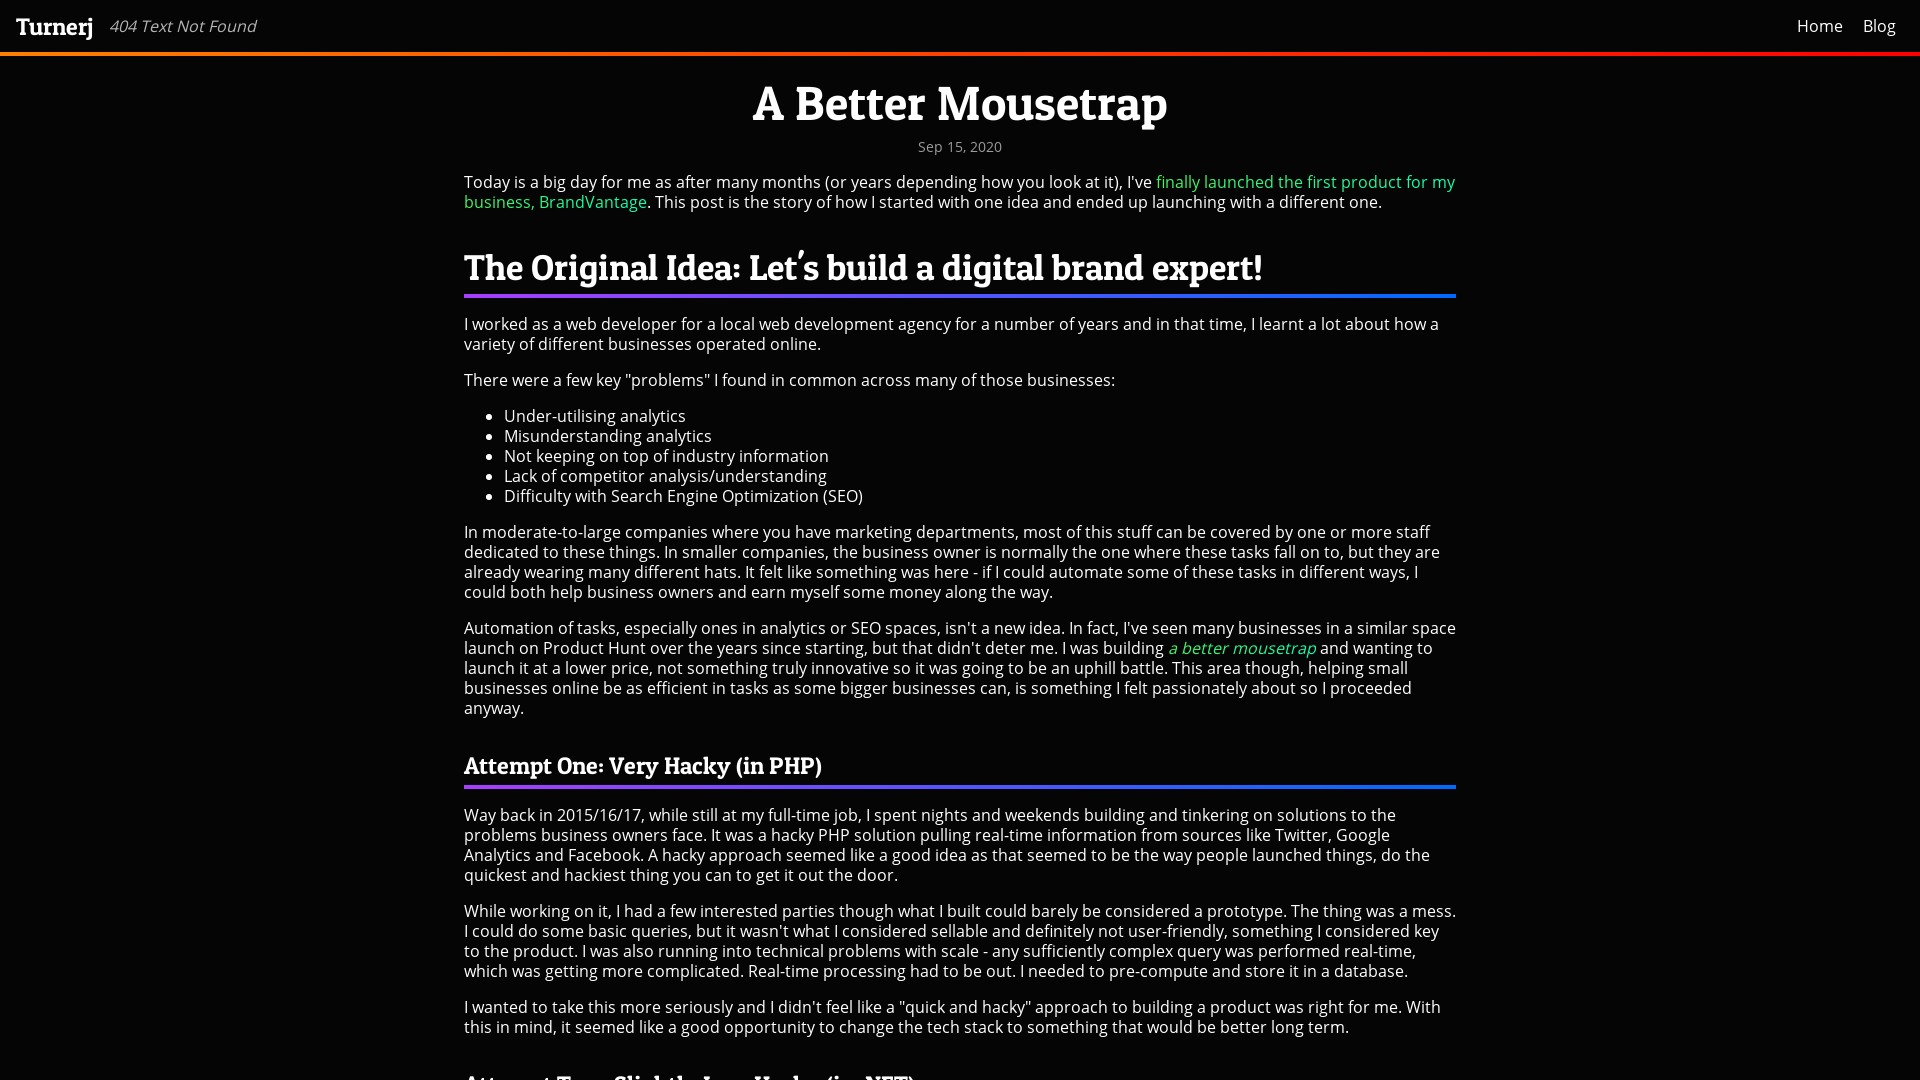 Turnerj 404 Text Not Found Home Blog
A Better Mousetrap
Sep 15, 2020
Today is a big day for me as after many months (or years depending how you look at it), I've finally launched the first product for my
business, BrandVantage. This post is the story of how I started with one idea and ended up launching with a different one.
The Original Idea: Let's build a digital brand expert!
I worked as a web developer for a local web development agency for a number of years and in that time, I learnt a lot about how a
variety of different businesses operated online.
There were a few key "problems" I found in common across many of those businesses:
Under-utilising analytics
Misunderstanding analytics
Not keeping on top of industry information
Lack of competitor analysis/understanding
Difficulty with Search Engine Optimization (SEO)
In moderate-to-large companies where you have marketing departments, most of this stuff can be covered by one or more staff
dedicated to these things. In smaller companies, the business owner is normally the one where these tasks fall on to, but they are
already wearing many different hats. It felt like something was here - if I could automate some of these tasks in different ways, I
could both help business owners and earn myself some money along the way.
Automation of tasks, especially ones in analytics or SEO spaces, isn't a new idea. In fact, I've seen many businesses in a similar space
launch on Product Hunt over the years since starting, but that didn't deter me. I was building a better mousetrap and wanting to
launch it at a lower price, not something truly innovative so it was going to be an uphill battle. This area though, helping small
businesses online be as efficient in tasks as some bigger businesses can, is something I felt passionately about so I proceeded
anyway.
Attempt One: Very Hacky (in PHP)
Way back in 2015/16/17, while still at my full-time job, I spent nights and weekends building and tinkering on solutions to the
problems business owners face. It was a hacky PHP solution pulling real-time information from sources like Twitter, Google
Analytics and Facebook. A hacky approach seemed like a good idea as that seemed to be the way people launched things, do the
quickest and hackiest thing you can to get it out the door.
While working on it, I had a few interested parties though what I built could barely be considered a prototype. The thing was a mess.
I could do some basic queries, but it wasn't what I considered sellable and definitely not user-friendly, something I considered key
to the product. I was also running into technical problems with scale - any sufficiently complex query was performed real-time,
which was getting more complicated. Real-time processing had to be out. I needed to pre-compute and store it in a database.
I wanted to take this more seriously and I didn't feel like a "quick and hacky" approach to building a product was right for me. With
this in mind, it seemed like a good opportunity to change the tech stack to something that would be better long term.